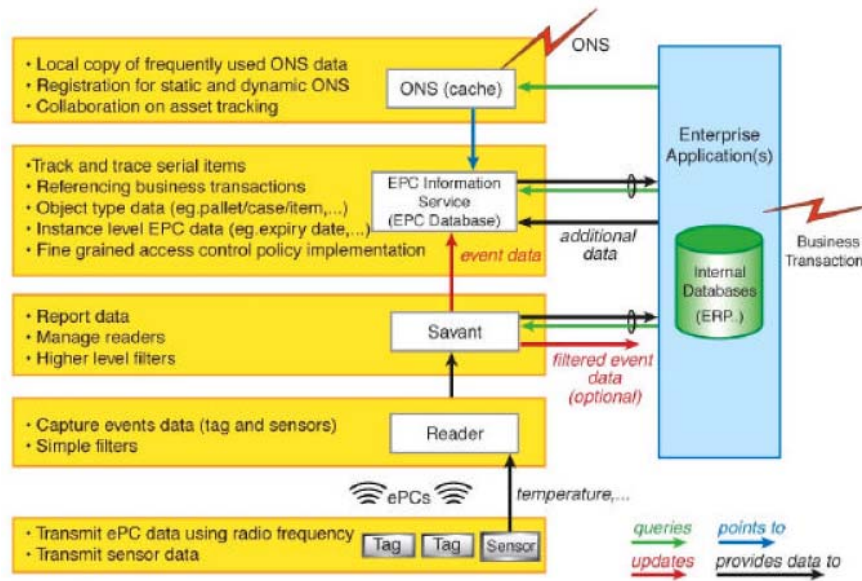 ONS
• Local copy of frequently used ONS data
• Registration for static and dynamic ONS
• Collaboration on asset tracking
ONS (cache)
Enterprise
Application(s)
•Track and trace serial items
• Referencing business transactions
• Object type data (eg.pallet/case/item,...)
• Instance level EPC data (eg.expiry date,...)
• Fine grained access control policy implementation
EPC Information
Service
(EPC Database)
event data
additional
data
Business
Transaction
Internal
Databases
(ERP..)
• Report data
• Manage readers
• Higher level filters
Savant
filtered event
data
(optional)
• Capture events data (tag and sensors)
• Simple filters
Reader
ePCs
temperature,...
• Transmit ePC data using radio frequency
• Transmit sensor data
Tag
Tag
Sensor
queries
points to
updates
provides data to